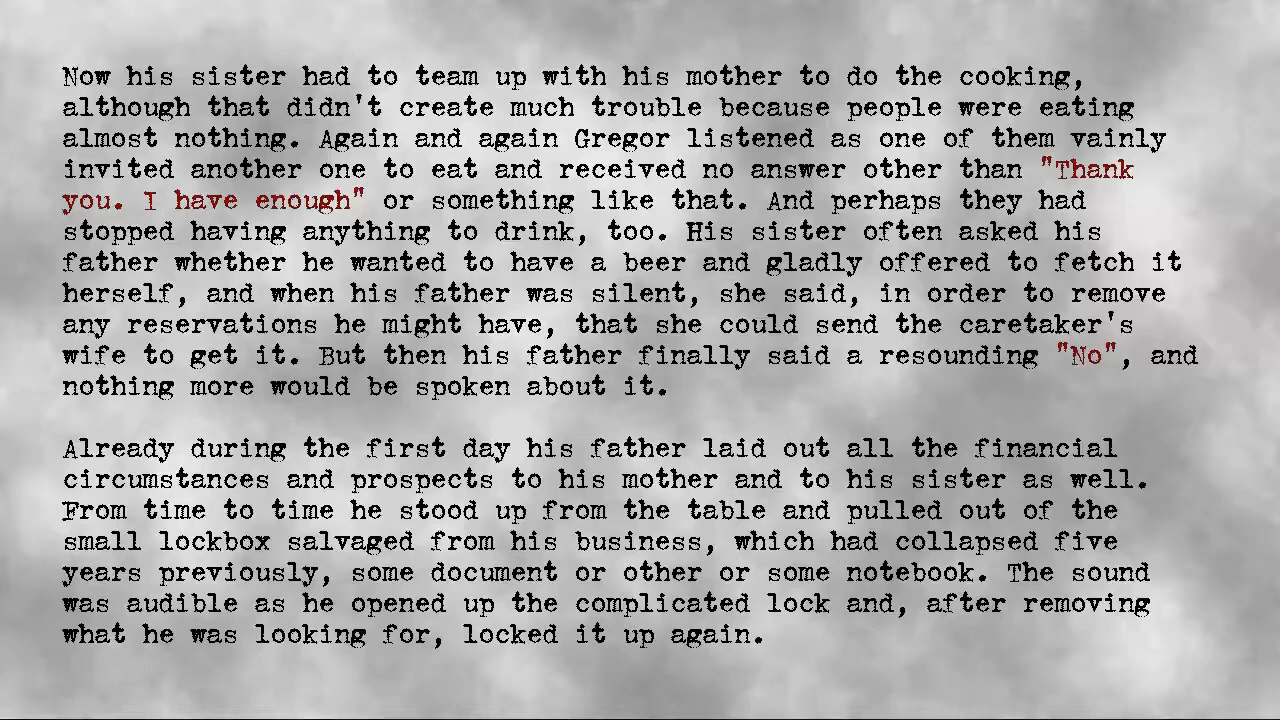 Now his sister had to team up with his mother to do the cooking,
although that didn't create much trouble because people were eating
almost nothing. Again and again Gregor listened as one of them vainly
invited another one to eat and received no answer other than "Thank
you. I have enough" or something like that. And perhaps they had
stopped having anything to drink, too. His sister often asked his
father whether he wanted to have a beer and gladly offered to fetch it
herself, and when his father was silent, she said, in order to remove
any reservations he might have, that she could send the caretaker's
wife to get it. But then his father finally said a resounding "No", and
nothing more would be spoken about it.

Already during the first day his father laid out all the financial
circumstances and prospects to his mother and to his sister as well.
From time to time he stood up from the table and pulled out of the
small lockbox salvaged from his business, which had collapsed five
years previously, some document or other or some notebook. The sound
was audible as he opened up the complicated lock and, after removing
what he was looking for, locked it up again.